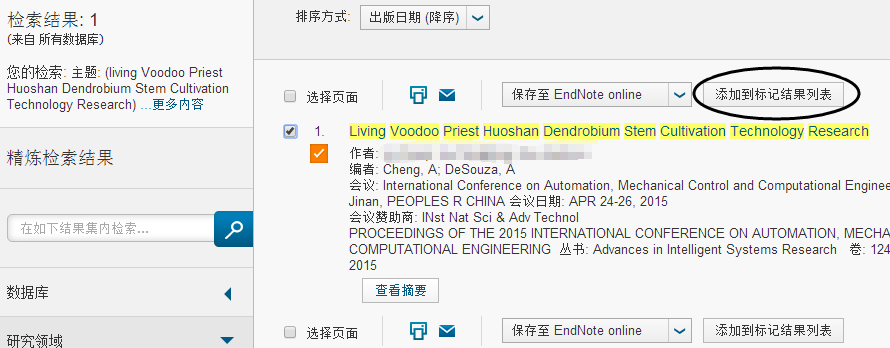 检索结果: 1
(来自 所有数据库)
您的检索: 主题: (living Voodoo Priest
Huoshan Dendrobium Stem Cultivation
Technology Research) ...更多内容
精炼检索结果
在如下结果集内检索...
数据库
研究领域
排序方式: 出版日期 (降序)
选择页面 保存至 EndNote online 添加到标记结果列表
1. Living Voodoo Priest Huoshan Dendrobium Stem Cultivation Technology Research
作者:
编者: Cheng, A; DeSouza, A
会议: International Conference on Automation, Mechanical Control and Computational Enginee
Jinan, PEOPLES R CHINA 会议日期: APR 24-26, 2015
会议赞助商: INst Nat Sci & Adv Technol
PROCEEDINGS OF THE 2015 INTERNATIONAL CONFERENCE ON AUTOMATION, MECHA
COMPUTATIONAL ENGINEERING 丛书: Advances in Intelligent Systems Research 卷: 124
2015
查看摘要
选择页面 保存至 EndNote online 添加到标记结果列表